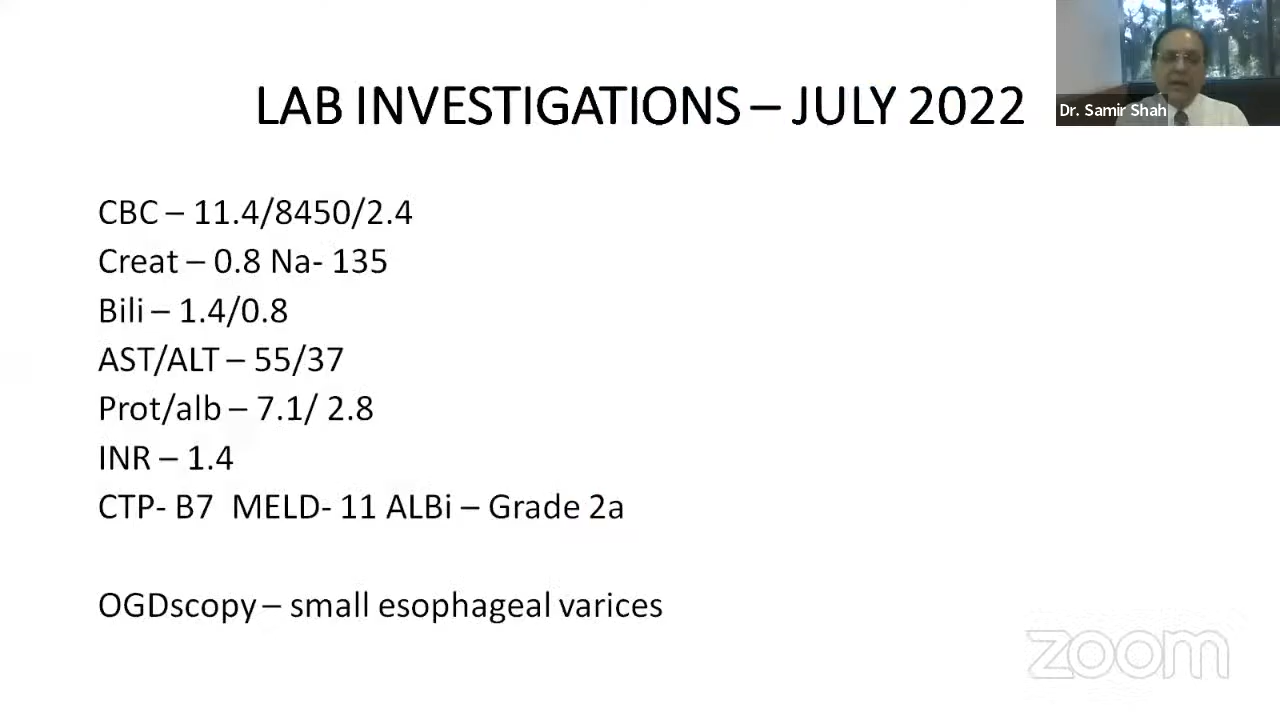 LAB INVESTIGATIONS – JULY 2022
Dr. Samir Shah
CBC – 11.4/8450/2.4
Creat – 0.8 Na- 135
Bili – 1.4/0.8
AST/ALT – 55/37
Prot/alb – 7.1/ 2.8
INR – 1.4
CTP- B7 MELD- 11 ALBi – Grade 2a
OGDscopy – small esophageal varices
zoom